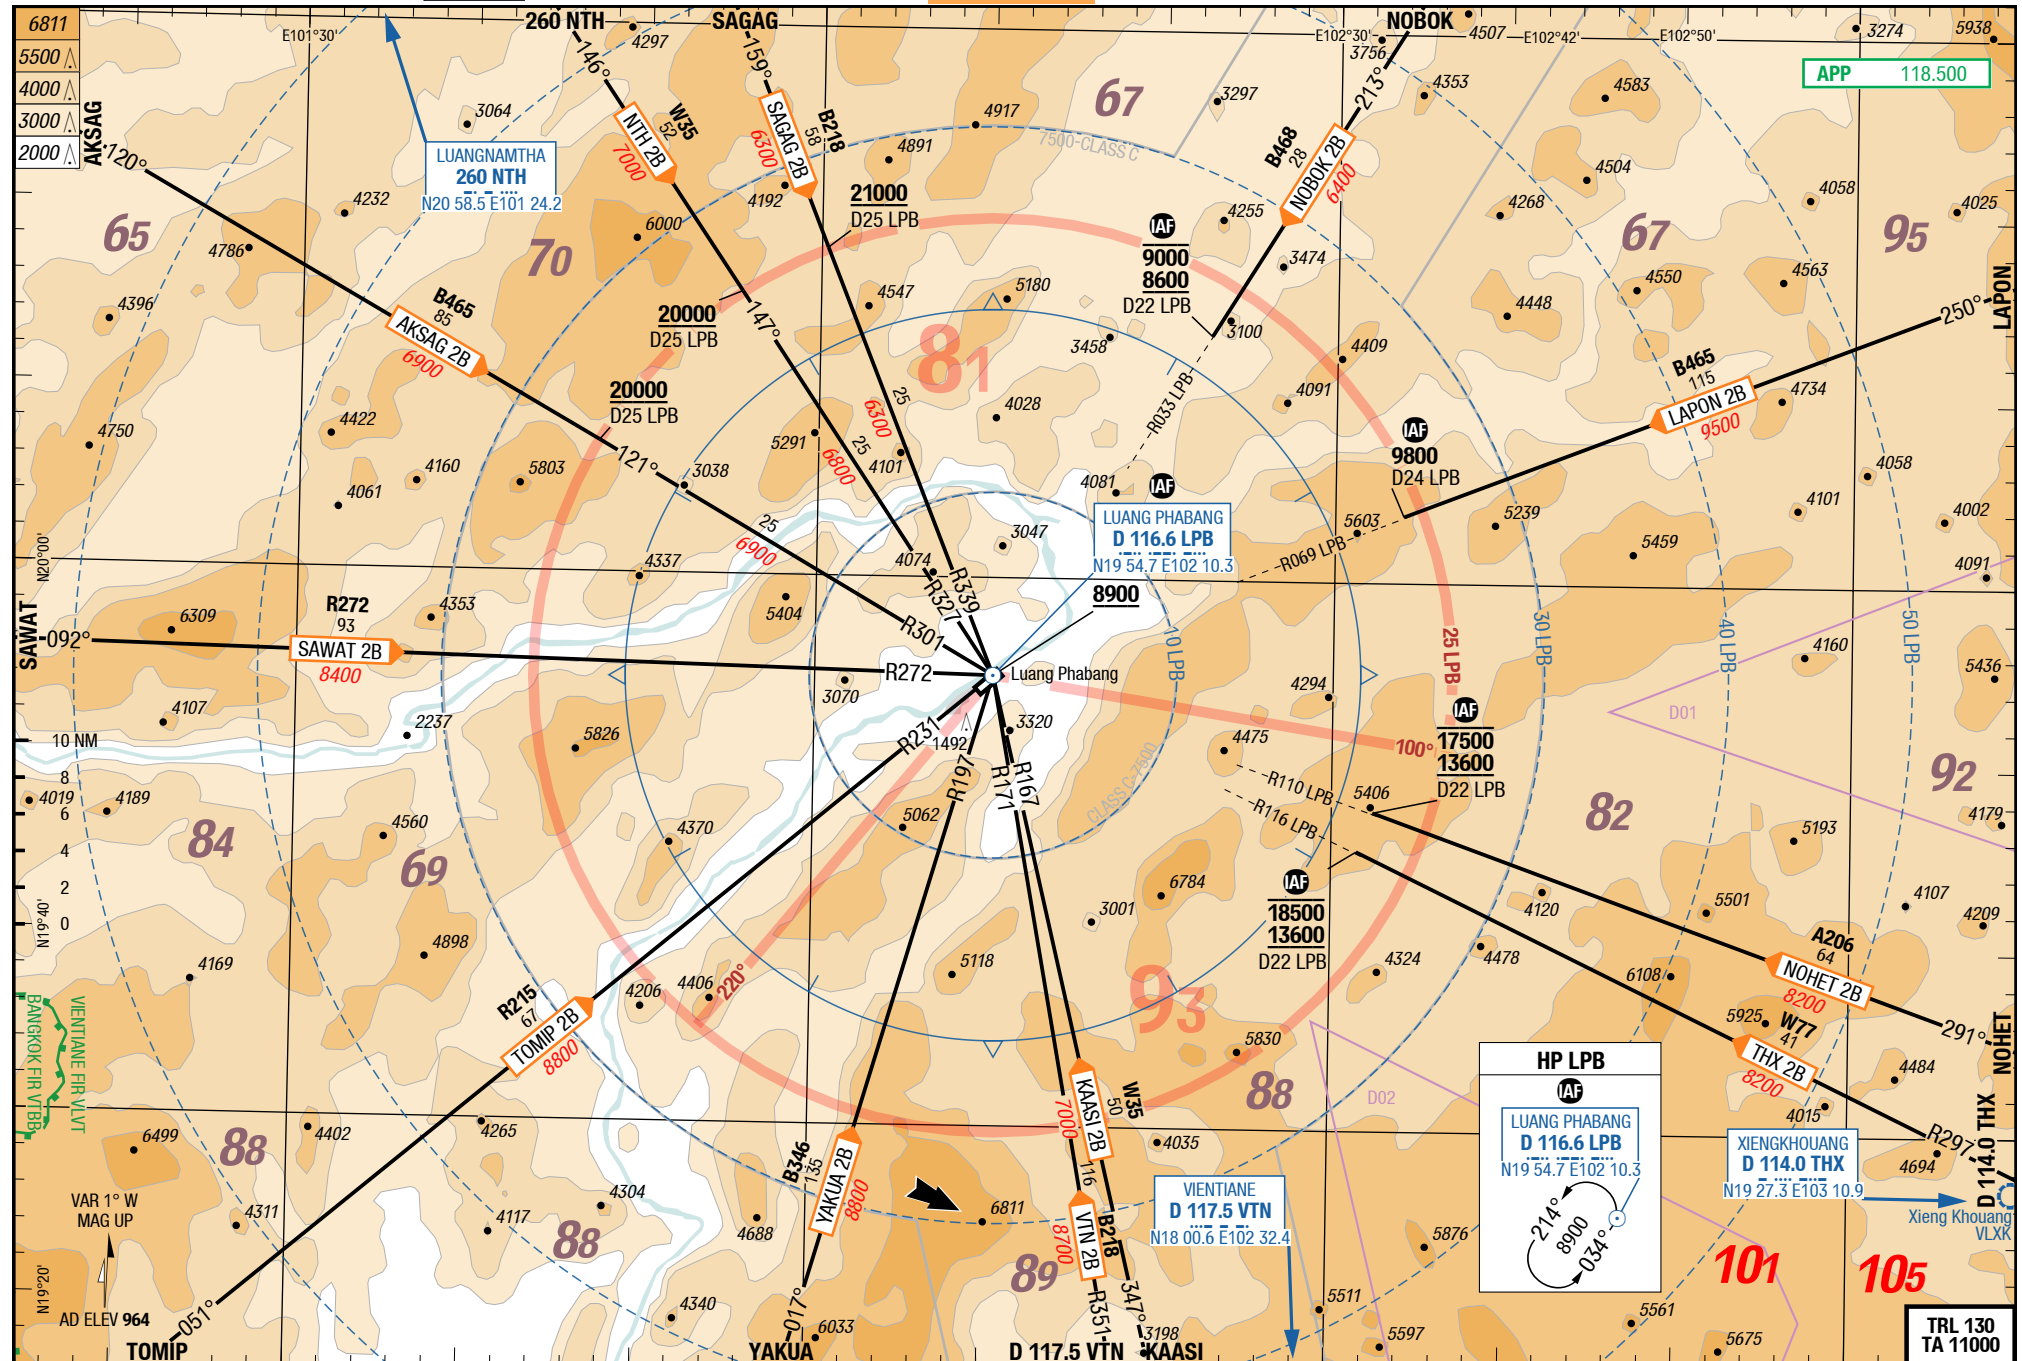 6811
5500
4000
3000
2000
E101°30'
260 NTH
SAGAG
E102°30'
NOBOK
E102°42'
E102°50'
APP 118.500
AKSAG
120°
146°
159°
213°
4297
3756
4507
3274
5938
3064
4917
3297
4353
4583
67
7500-CLASS C
LUANGNAMTHA
260 NTH
N20 58.5 E101 24.2
W35
52
NTH 2B
7000
B218
58
SAGAG 2B
6300
4891
4192
B468
28
NOBOK 2B
6400
4504
4268
4058
4025
4232
4786
65
70
6000
21000
D25 LPB
IAF
9000
8600
D22 LPB
4255
3474
67
95
4396
B465
85
AKSAG 2B
6900
20000
D25 LPB
147°
4547
5180
81
3458
3100
4409
4448
4550
4563
250°
LAPON
20000
D25 LPB
25
6300
4028
R033 LPB
4091
B465
115
LAPON 2B
9500
4734
4750
4422
4160
4061
5803
121°
3038
5291
25
6800
4101
4081
IAF
9800
D24 LPB
4058
4101
4002
25
6900
IAF
LUANG PHABANG
D 116.6 LPB
N19 54.7 E102 10.3
3047
5603
5239
R069 LPB
5459
4091
N20°00'
4337
4074
R339
R327
R301
8900
SAWAT
092°
6309
R272
93
SAWAT 2B
8400
4353
5404
R272
Luang Phabang
10 LPB
25 LPB
30 LPB
40 LPB
50 LPB
4160
5436
4107
2237
3070
R231
1492
3320
4294
D01
10 NM
8
6
4
2
0
5826
R197
R171
R167
CLASS C-7500
4475
100°
IAF
17500
13600
D22 LPB
R110 LPB
R116 LPB
5406
82
92
4019
4189
4560
84
69
4370
5062
5193
4179
N19°40'
4898
4169
3001
6784
IAF
18500
13600
D22 LPB
4120
5501
4107
4209
4206
4406
220°
5118
93
4324
4478
6108
A206
64
NOHET 2B
8200
R215
67
TOMIP 2B
8800
5830
88
5925
W77
41
THX 2B
8200
291°
NOHET
VIENTIANE FIR VLVT
BANGKOK FIR VTBB
W35
50
KAASI 2B
7000
D02
4484
4015
6499
88
4402
4265
B346
135
YAKUA 2B
8800
4035
116
HP LPB
IAF
LUANG PHABANG
D 116.6 LPB
N19 54.7 E102 10.3
214°
8900
034°
XIENGKHOUANG
D 114.0 THX
N19 27.3 E103 10.9
R297
D 114.0 THX
4694
VAR 1° W
MAG UP
4311
4117
4304
4688
88
6811
89
B218
VTN 2B
8700
VIENTIANE
D 117.5 VTN
N18 00.6 E102 32.4
5876
Xieng Khouang
VLXK
101
105
N19°20'
AD ELEV 964
051°
TOMIP
4340
017°
6033
YAKUA
R351
347°
D 117.5 VTN
3198
KAASI
5511
5597
5561
5675
TRL 130
TA 11000